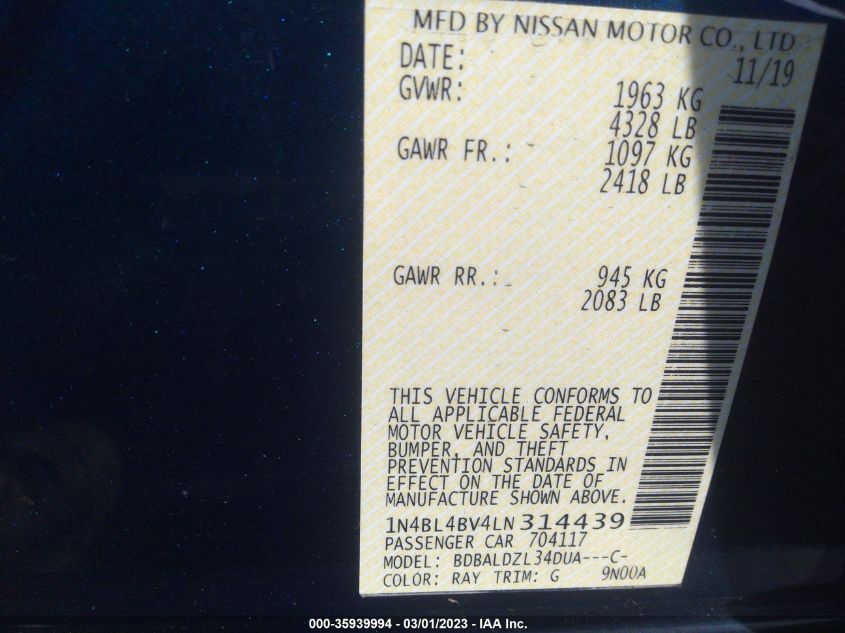 MFD BY NISSAN MOTOR CO., LTD
DATE: 11/19
GVWR: 1963 KG
4328 LB
GAWR FR.: 1097 KG
2418 LB
GAWR RR.: 945 KG
2083 LB
THIS VEHICLE CONFORMS TO
ALL APPLICABLE FEDERAL
MOTOR VEHICLE SAFETY,
BUMPER, AND THEFT
PREVENTION STANDARDS IN
EFFECT ON THE DATE OF
MANUFACTURE SHOWN ABOVE.
1N4BL4BV4LN314439
PASSENGER CAR 704117
MODEL: BDBALDZL34DUA---C-
COLOR: RAY TRIM: G 9N00A
000-35939994 - 03/01/2023 - IAA Inc.